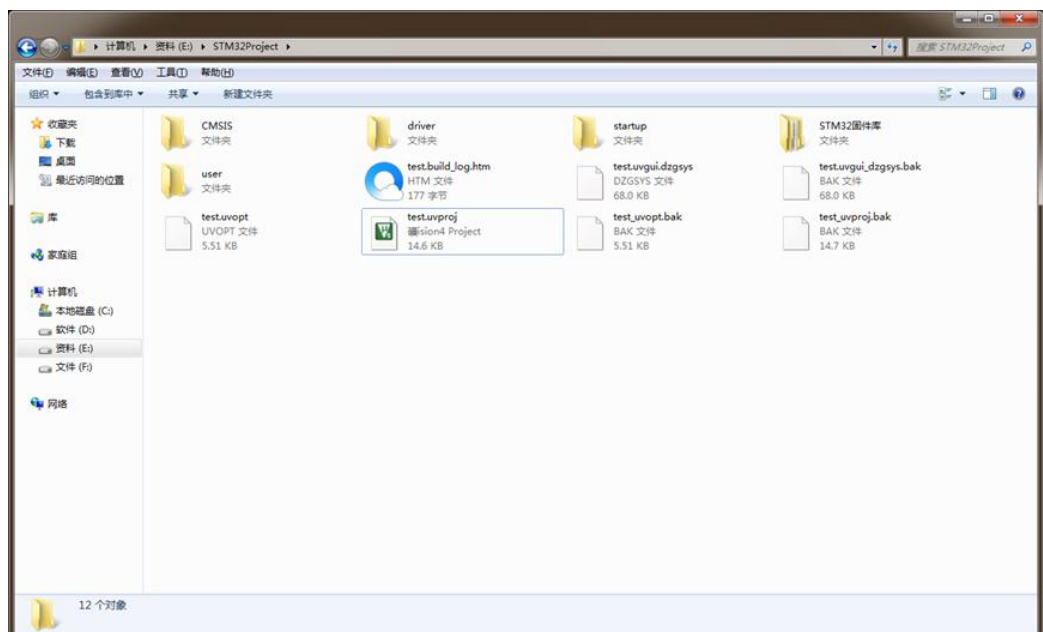 计算机 ▸ 资料 (E:) ▸ STM32Project ▸
搜索 STM32Project
文件(F) 编辑(E) 查看(V) 工具(T) 帮助(H)
组织 包含到库中 共享 新建文件夹
收藏夹
下载
桌面
最近访问的位置
库
家庭组
计算机
本地磁盘 (C:)
软件 (D:)
资料 (E:)
文件 (F:)
网络
CMSIS
文件夹
driver
文件夹
startup
文件夹
STM32固件库
文件夹
user
文件夹
test.build_log.htm
HTM 文件
177 字节
test.uvgui.dzgsys
DZGSYS 文件
68.0 KB
test.uvgui_dzgsys.bak
BAK 文件
68.0 KB
test.uvopt
UVOPT 文件
5.51 KB
test.uvproj
ision4 Project
14.6 KB
test_uvopt.bak
BAK 文件
5.51 KB
test_uvproj.bak
BAK 文件
14.7 KB
12 个对象